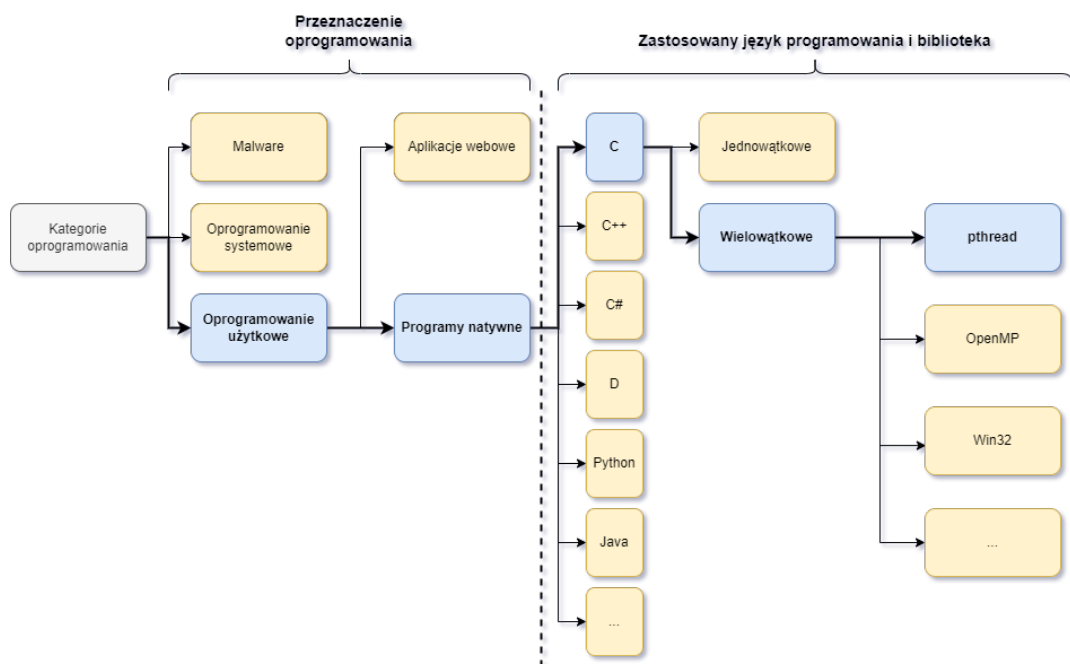 Przeznaczenie
oprogramowania
Zastosowany język programowania i biblioteka
Kategorie
oprogramowania
Malware
Oprogramowanie
systemowe
Oprogramowanie
użytkowe
Aplikacje webowe
Programy natywne
C
C++
C#
D
Python
Java
...
Jednowątkowe
Wielowątkowe
pthread
OpenMP
Win32
...